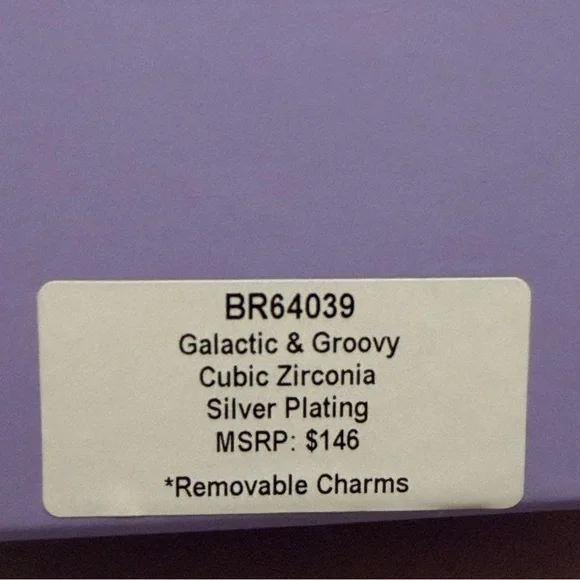 BR64039
Galactic & Groovy
Cubic Zirconia
Silver Plating
MSRP: $146
*Removable Charms